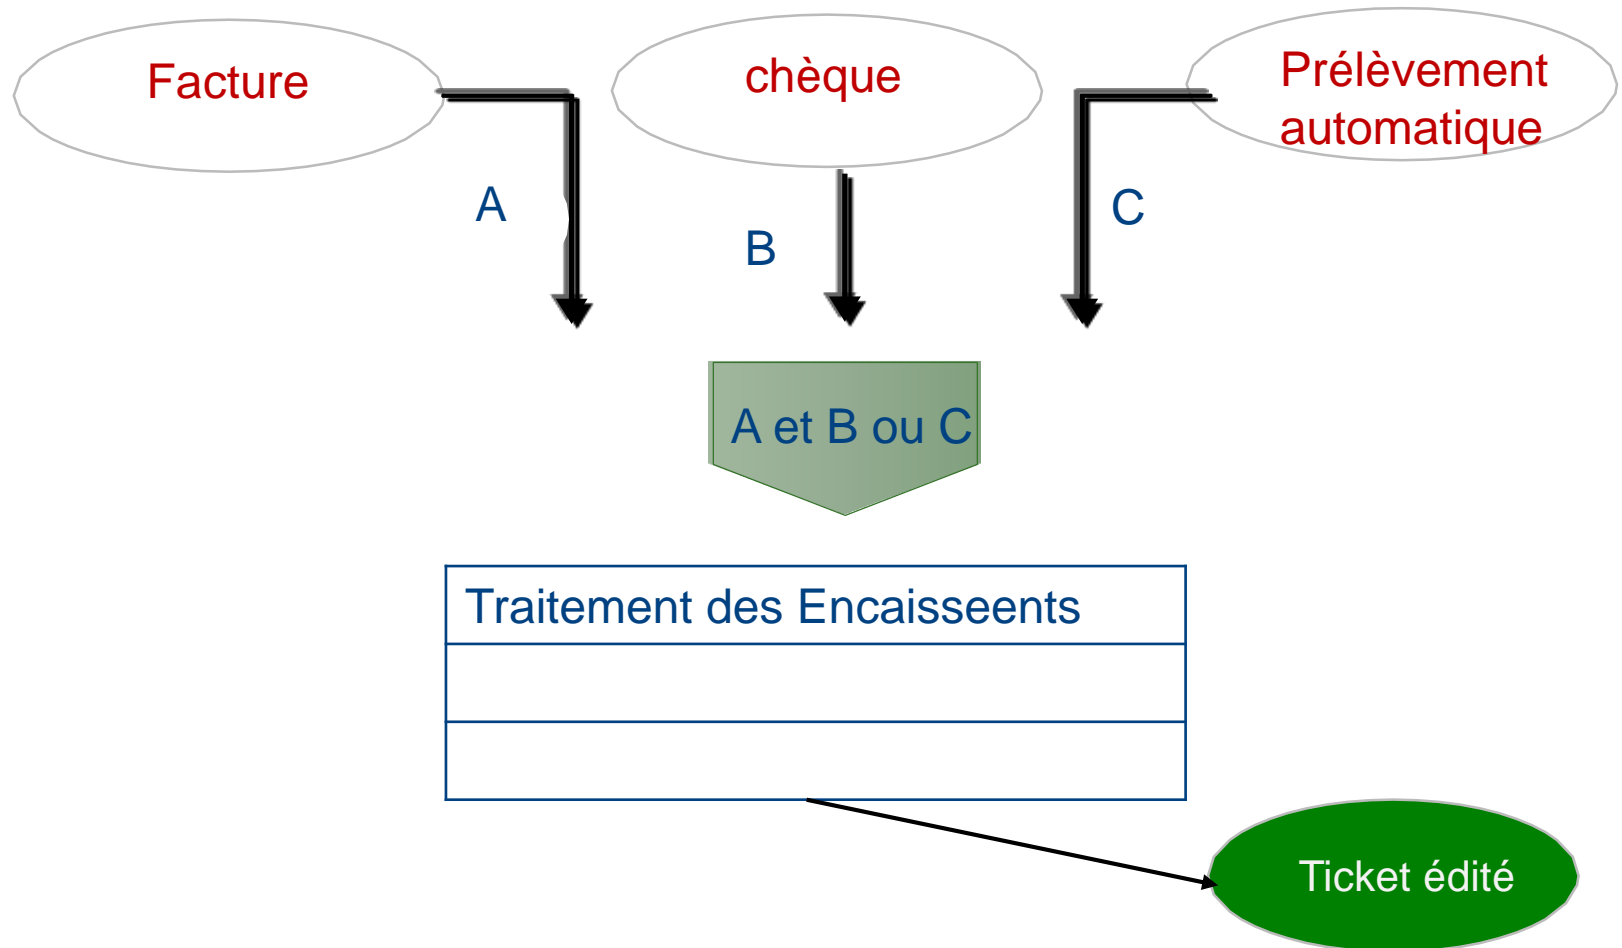 Facture
chèque
Prélèvement
automatique
A
B
C
A et B ou C
Traitement des Encaisseents
Ticket édité